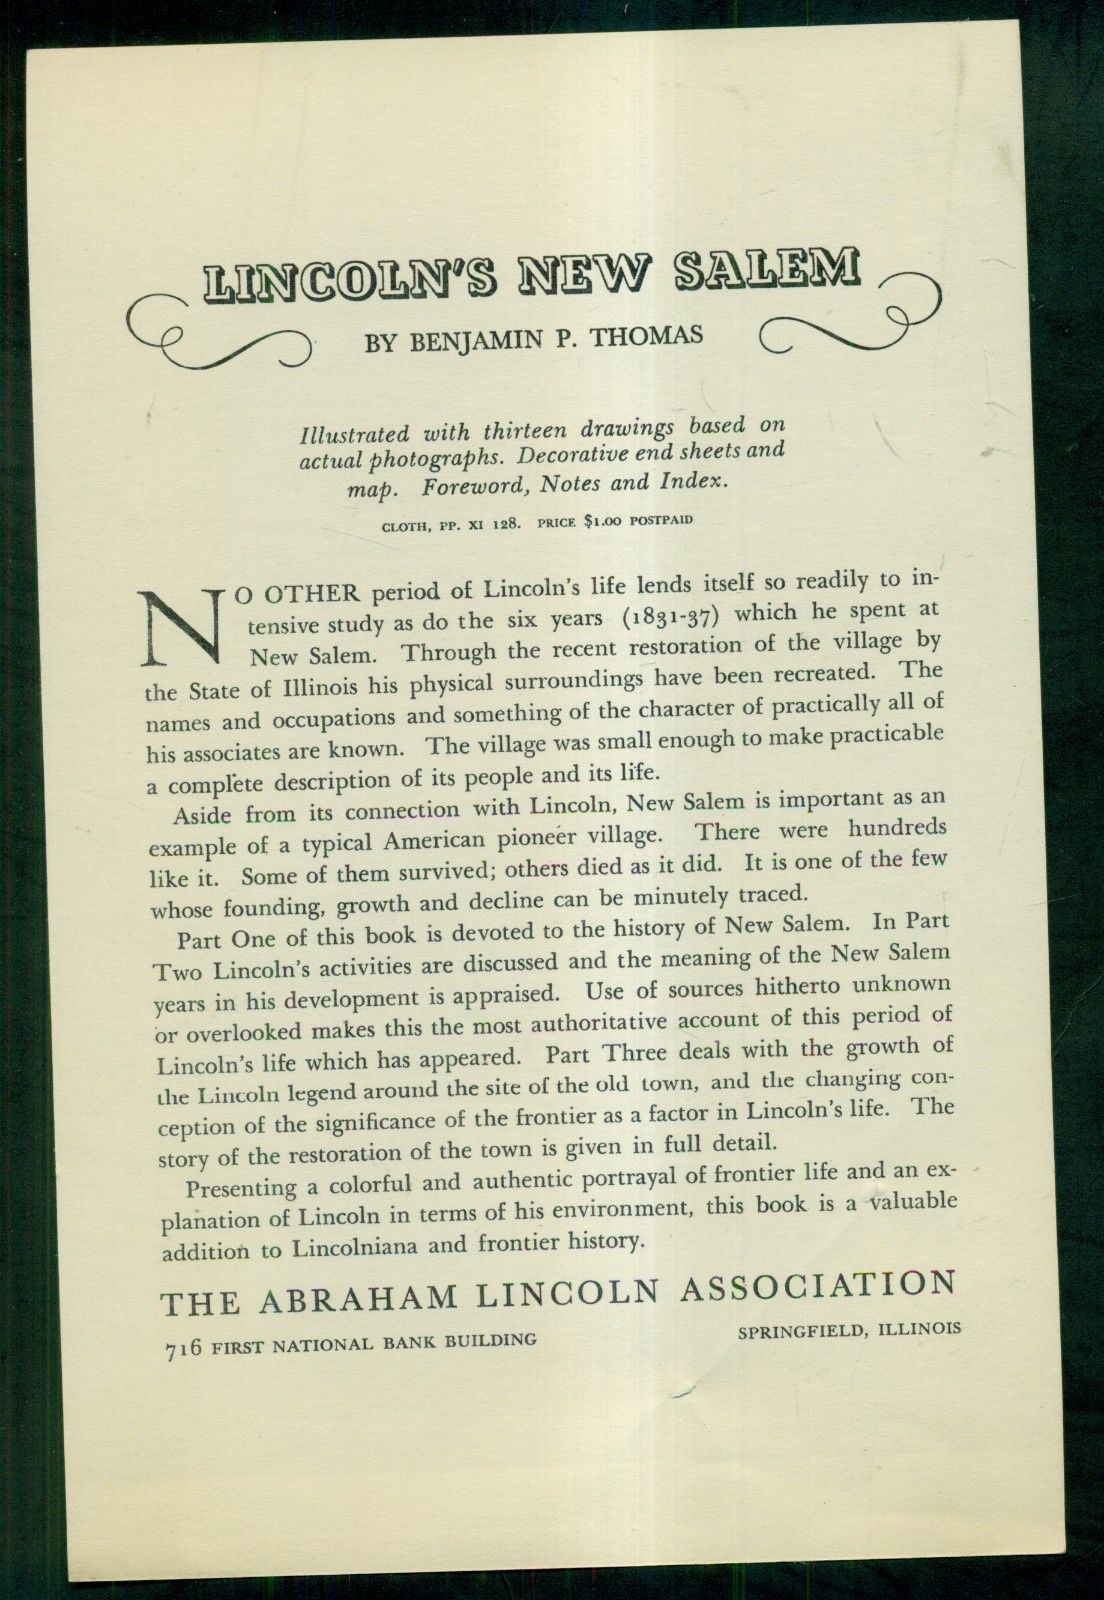 LINCOLN'S NEW SALEM
BY BENJAMIN P. THOMAS
Illustrated with thirteen drawings based on
actual photographs. Decorative end sheets and
map. Foreword, Notes and Index.
CLOTH, PP. XI 128. PRICE $1.00 POSTPAID
NO OTHER period of Lincoln's life lends itself so readily to in-
tensive study as do the six years (1831-37) which he spent at
New Salem. Through the recent restoration of the village by
the State of Illinois his physical surroundings have been recreated. The
names and occupations and something of the character of practically all of
his associates are known. The village was small enough to make practicable
a complete description of its people and its life.
Aside from its connection with Lincoln, New Salem is important as an
example of a typical American pioneer village. There were hundreds
like it. Some of them survived; others died as it did. It is one of the few
whose founding, growth and decline can be minutely traced.
Part One of this book is devoted to the history of New Salem. In Part
Two Lincoln's activities are discussed and the meaning of the New Salem
years in his development is appraised. Use of sources hitherto unknown
or overlooked makes this the most authoritative account of this period of
Lincoln's life which has appeared. Part Three deals with the growth of
the Lincoln legend around the site of the old town, and the changing con-
ception of the significance of the frontier as a factor in Lincoln's life. The
story of the restoration of the town is given in full detail.
Presenting a colorful and authentic portrayal of frontier life and an ex-
planation of Lincoln in terms of his environment, this book is a valuable
addition to Lincolniana and frontier history.
THE ABRAHAM LINCOLN ASSOCIATION
716 FIRST NATIONAL BANK BUILDING SPRINGFIELD, ILLINOIS